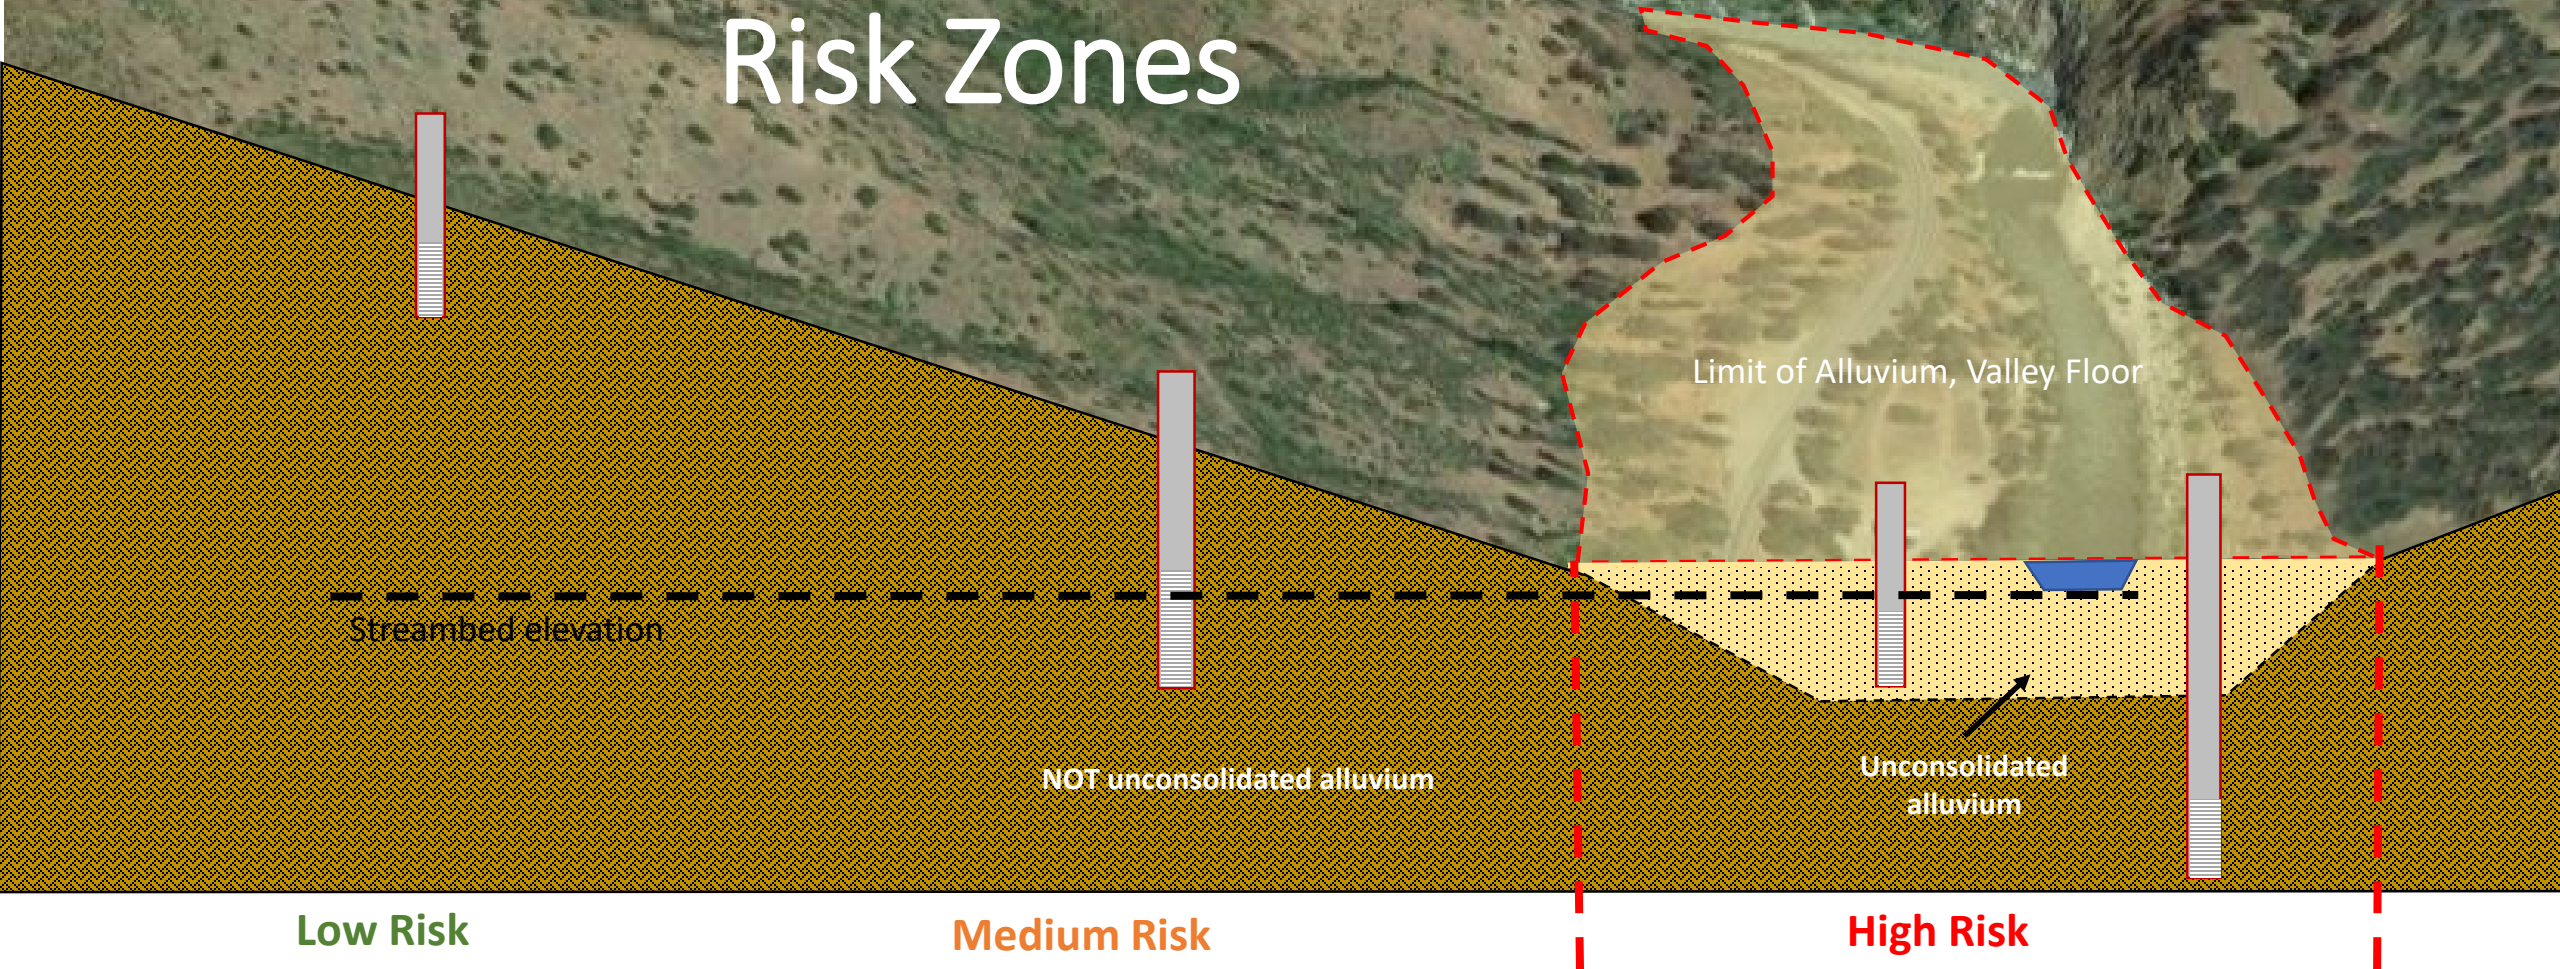 Risk Zones
Limit of Alluvium, Valley Floor
Streambed elevation
NOT unconsolidated alluvium
Unconsolidated
alluvium
Low Risk
Medium Risk
High Risk